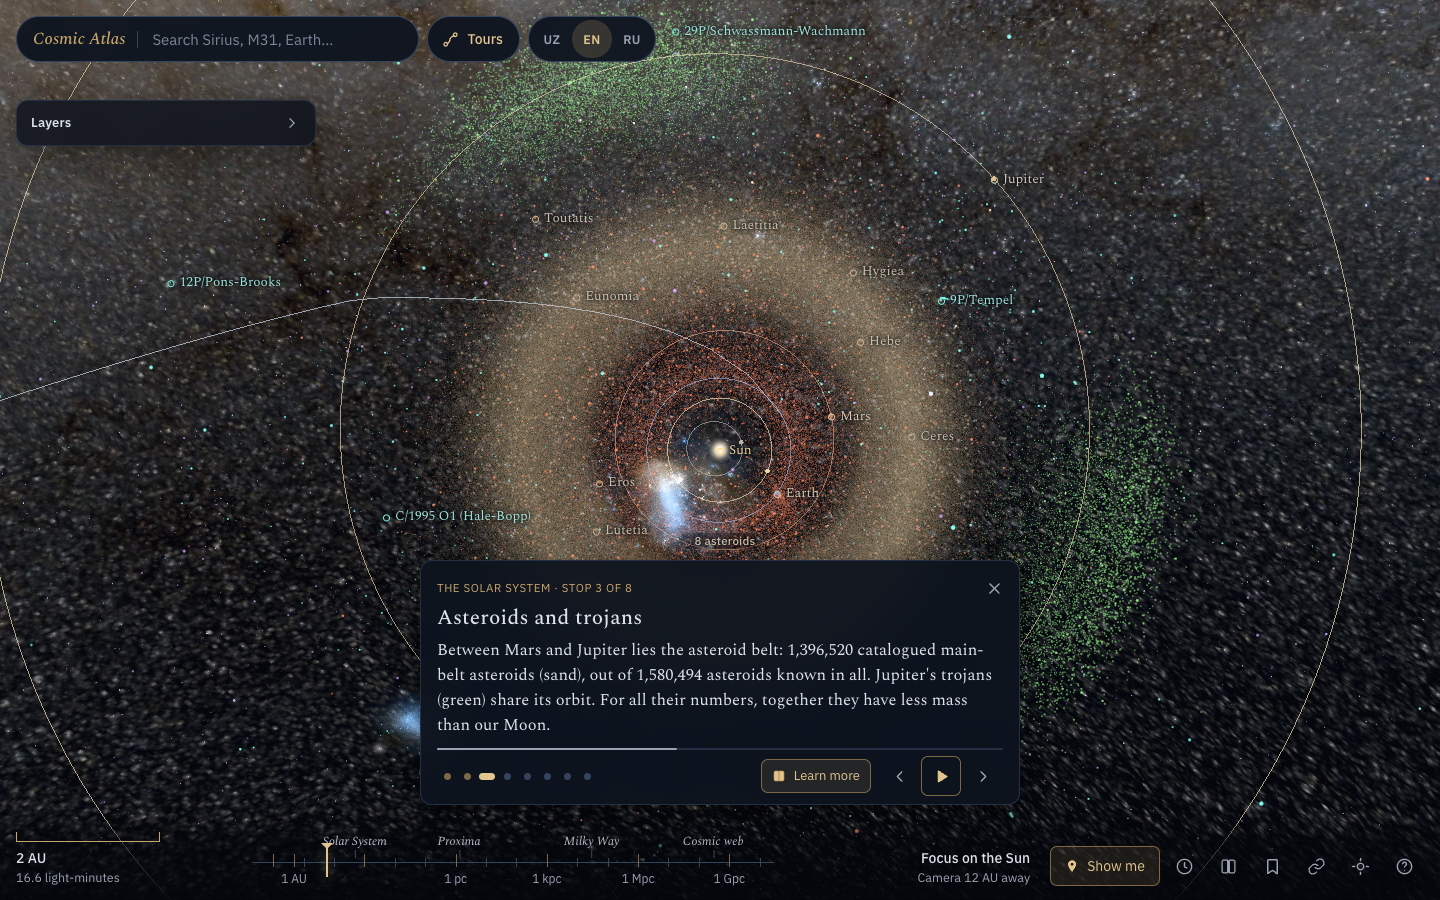 Cosmic Atlas
Search Sirius, M31, Earth...
Tours
UZ
EN
RU
29P/Schwassmann-Wachmann
Layers
Jupiter
Toutatis
Laetitia
Hygiea
12P/Pons-Brooks
Eunomia
9P/Tempel
Hebe
Mars
Ceres
Sun
Eros
Earth
C/1995 O1 (Hale-Bopp)
Lutetia
8 asteroids
THE SOLAR SYSTEM · STOP 3 OF 8
Asteroids and trojans
Between Mars and Jupiter lies the asteroid belt: 1,396,520 catalogued main-
belt asteroids (sand), out of 1,580,494 asteroids known in all. Jupiter's trojans
(green) share its orbit. For all their numbers, together they have less mass
than our Moon.
Learn more
Solar System
Proxima
Milky Way
Cosmic web
2 AU
16.6 light-minutes
1 AU
1 pc
1 kpc
1 Mpc
1 Gpc
Focus on the Sun
Camera 12 AU away
Show me